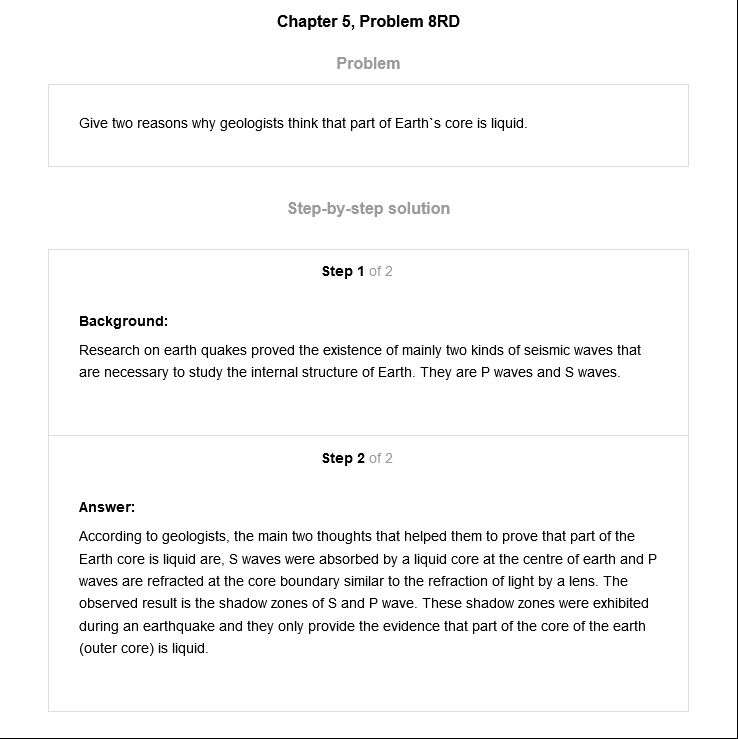 Chapter 5, Problem 8RD
Problem
Give two reasons why geologists think that part of Earth`s core is liquid.
Step-by-step solution
Step 1 of 2
Background:
Research on earth quakes proved the existence of mainly two kinds of seismic waves that
are necessary to study the internal structure of Earth. They are P waves and S waves.
Step 2 of 2
Answer:
According to geologists, the main two thoughts that helped them to prove that part of the
Earth core is liquid are, S waves were absorbed by a liquid core at the centre of earth and P
waves are refracted at the core boundary similar to the refraction of light by a lens. The
observed result is the shadow zones of S and P wave. These shadow zones were exhibited
during an earthquake and they only provide the evidence that part of the core of the earth
(outer core) is liquid.